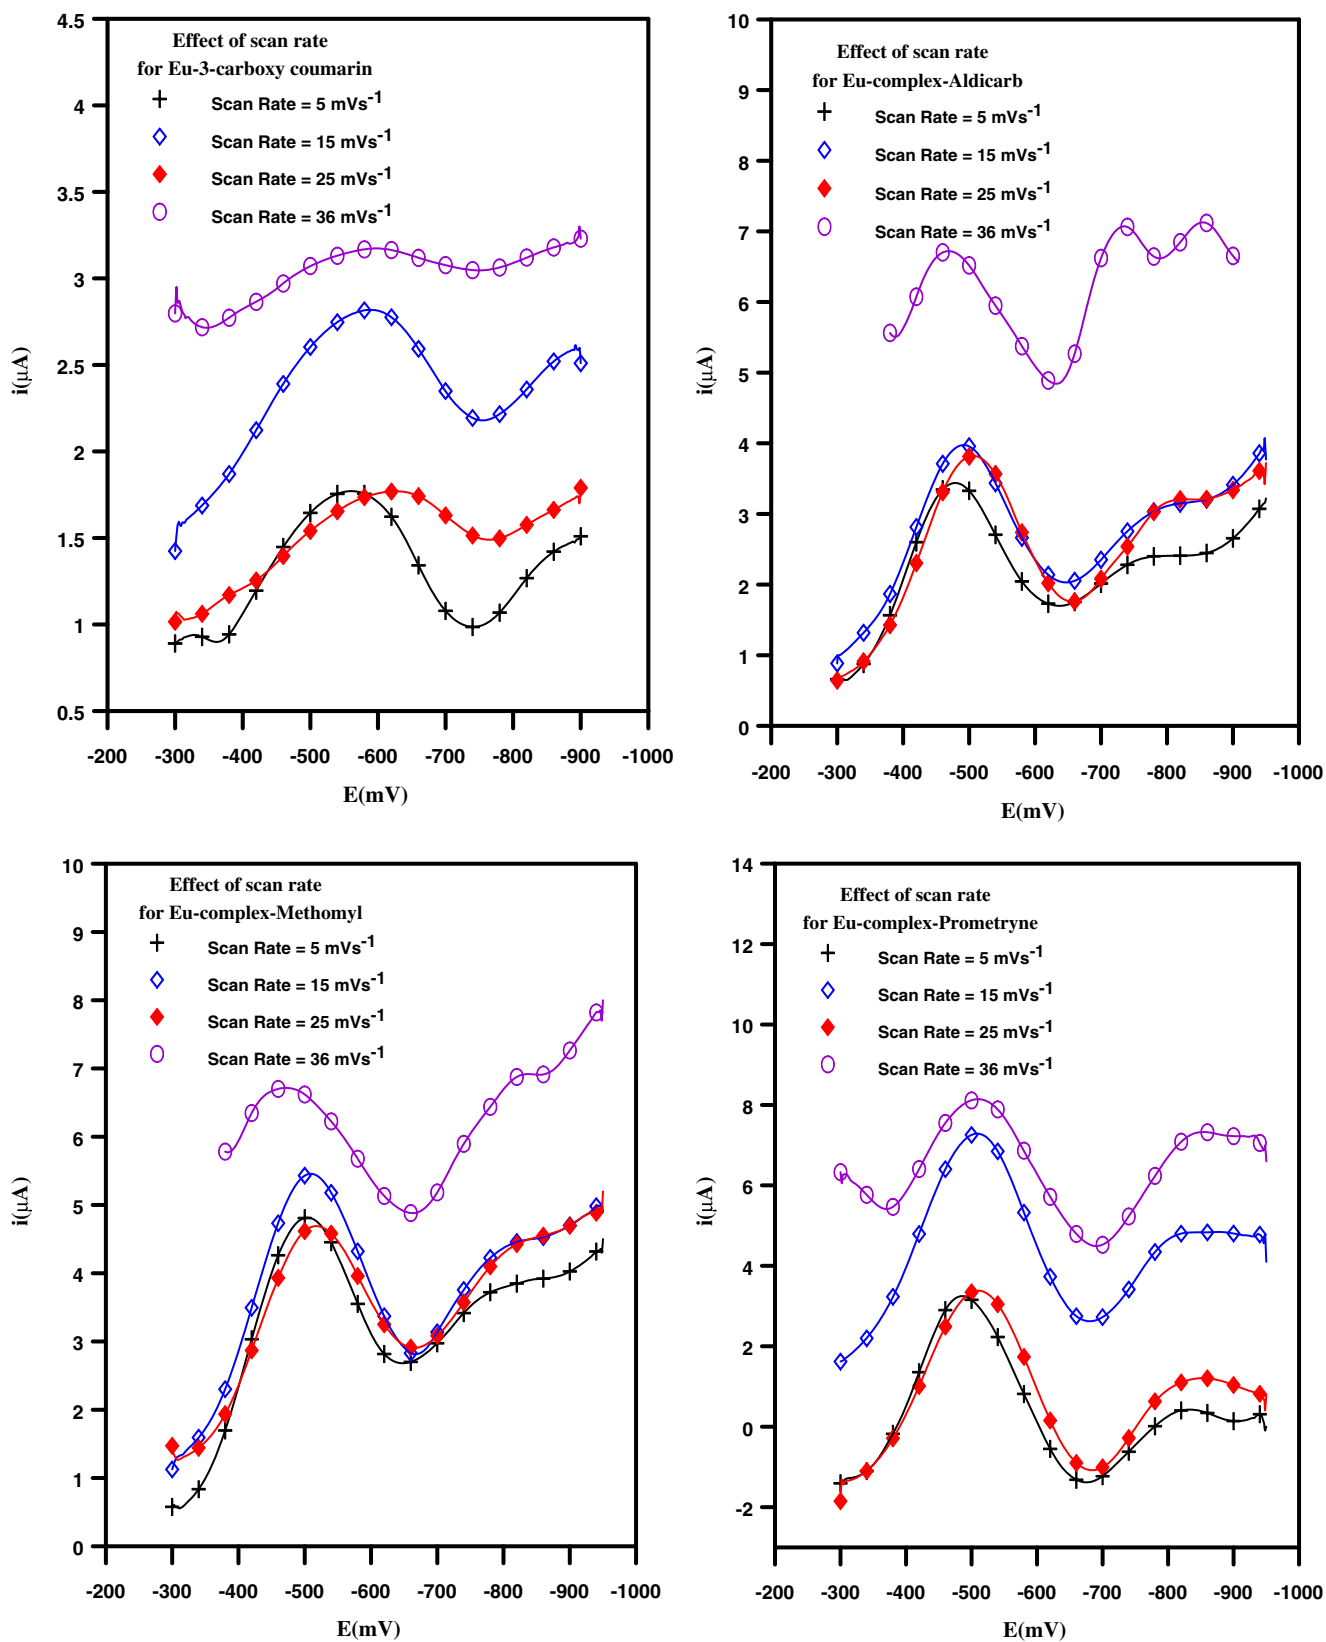 4.5
4
3.5
3
2.5
2
1.5
1
0.5
i(μA)
Effect of scan rate
for Eu-3-carboxy coumarin
Scan Rate = 5 mVs-1
Scan Rate = 15 mVs-1
Scan Rate = 25 mVs-1
Scan Rate = 36 mVs-1
-200 -300 -400 -500 -600 -700 -800 -900 -1000
E(mV)
10
9
8
7
6
5
4
3
2
1
0
i(μA)
Effect of scan rate
for Eu-complex-Aldicarb
Scan Rate = 5 mVs-1
Scan Rate = 15 mVs-1
Scan Rate = 25 mVs-1
Scan Rate = 36 mVs-1
-200 -300 -400 -500 -600 -700 -800 -900 -1000
E(mV)
10
9
8
7
6
5
4
3
2
1
0
i(μA)
Effect of scan rate
for Eu-complex-Methomyl
Scan Rate = 5 mVs-1
Scan Rate = 15 mVs-1
Scan Rate = 25 mVs-1
Scan Rate = 36 mVs-1
-200 -300 -400 -500 -600 -700 -800 -900 -1000
E(mV)
14
12
10
8
6
4
2
0
-2
i(μA)
Effect of scan rate
for Eu-complex-Prometryne
Scan Rate = 5 mVs-1
Scan Rate = 15 mVs-1
Scan Rate = 25 mVs-1
Scan Rate = 36 mVs-1
-200 -300 -400 -500 -600 -700 -800 -900 -1000
E(mV)